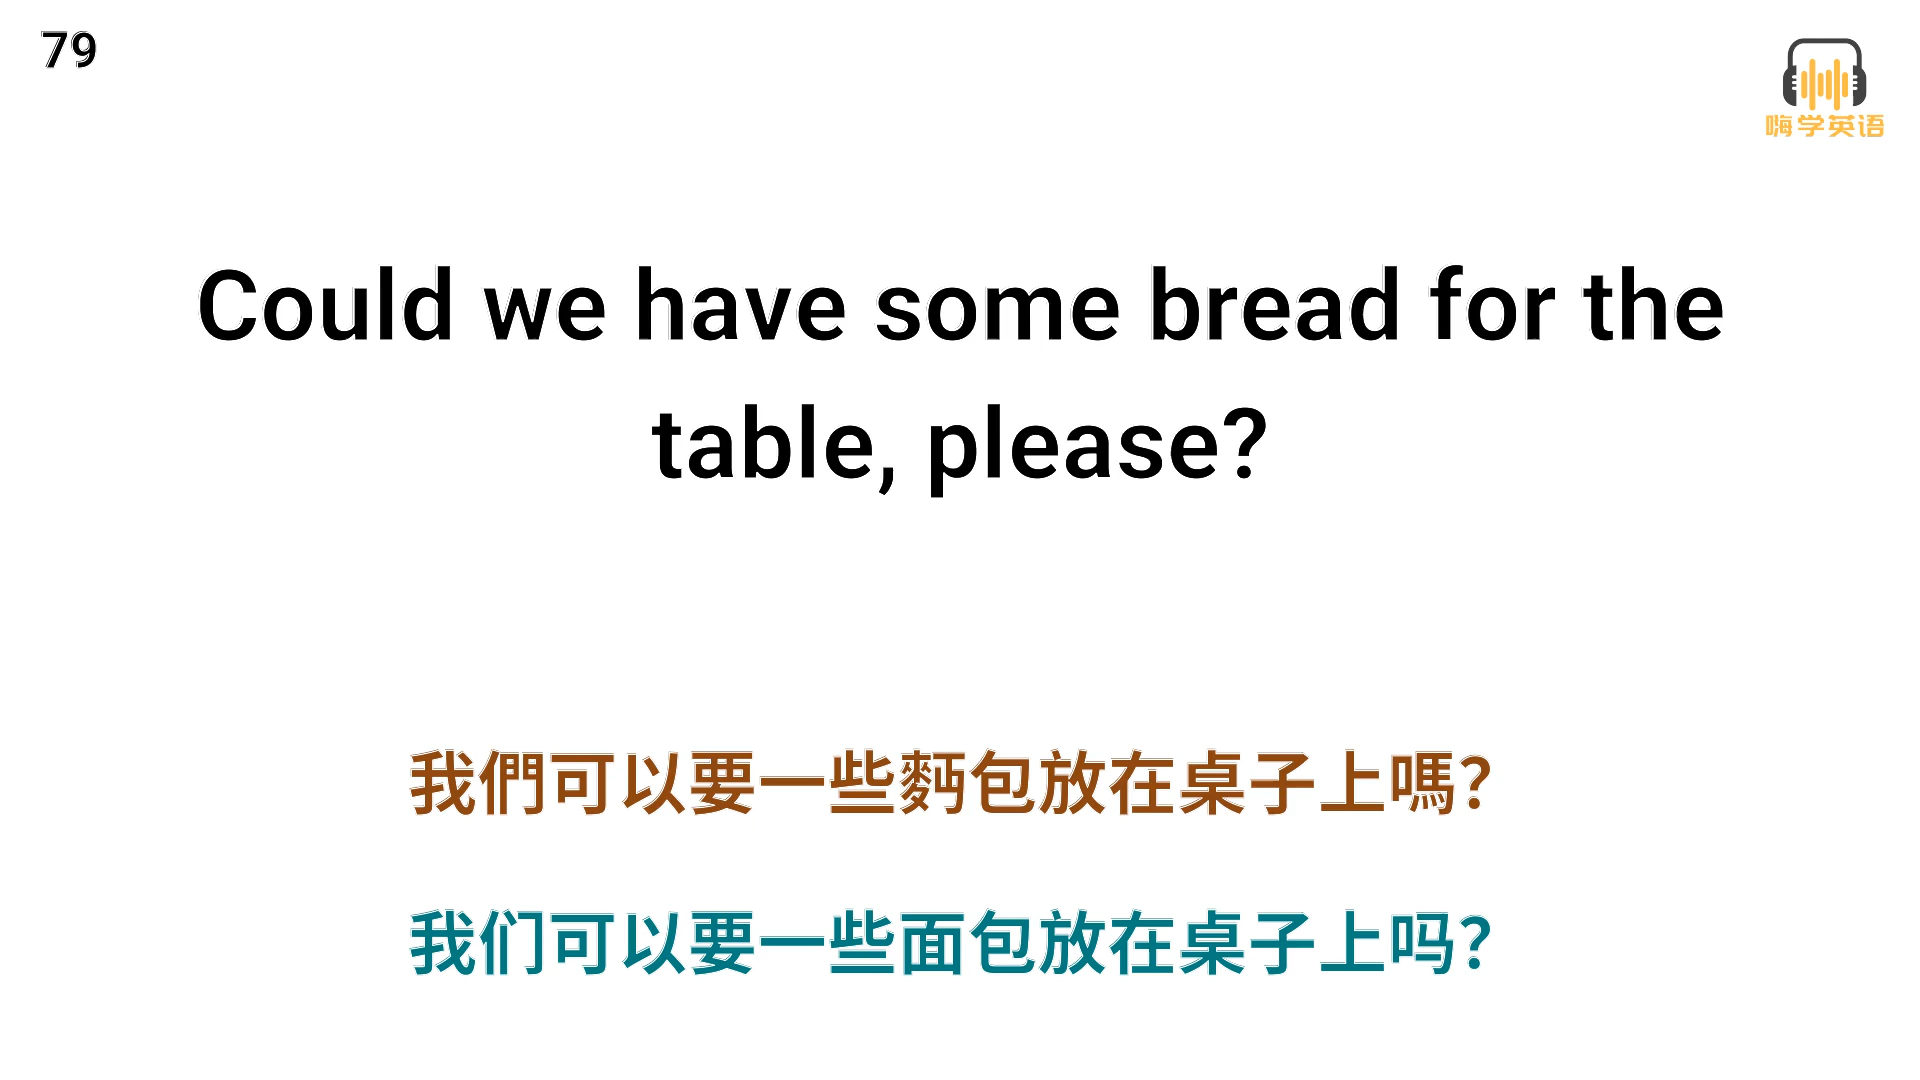 79
嗨学英语
Could we have some bread for the
table, please?
我們可以要一些麪包放在桌子上嗎？
我们可以要一些面包放在桌子上吗？